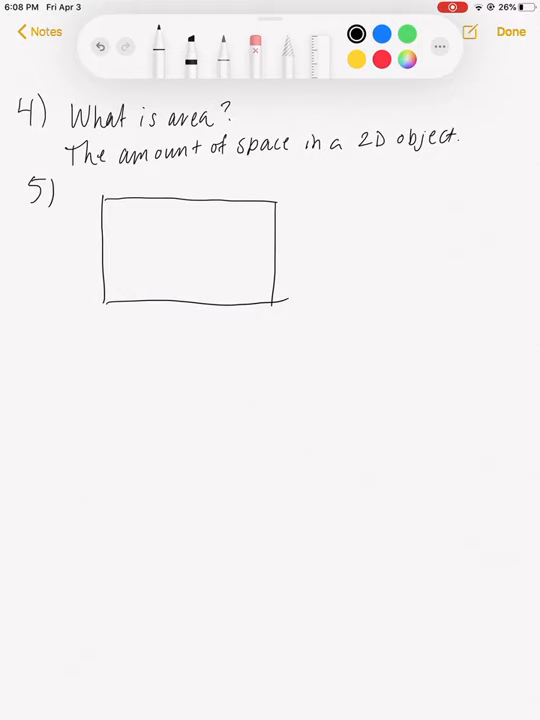 6:08 PM Fri Apr 3 26%
Notes Done
4) What is area?
The amount of space in a 2D object.
5)